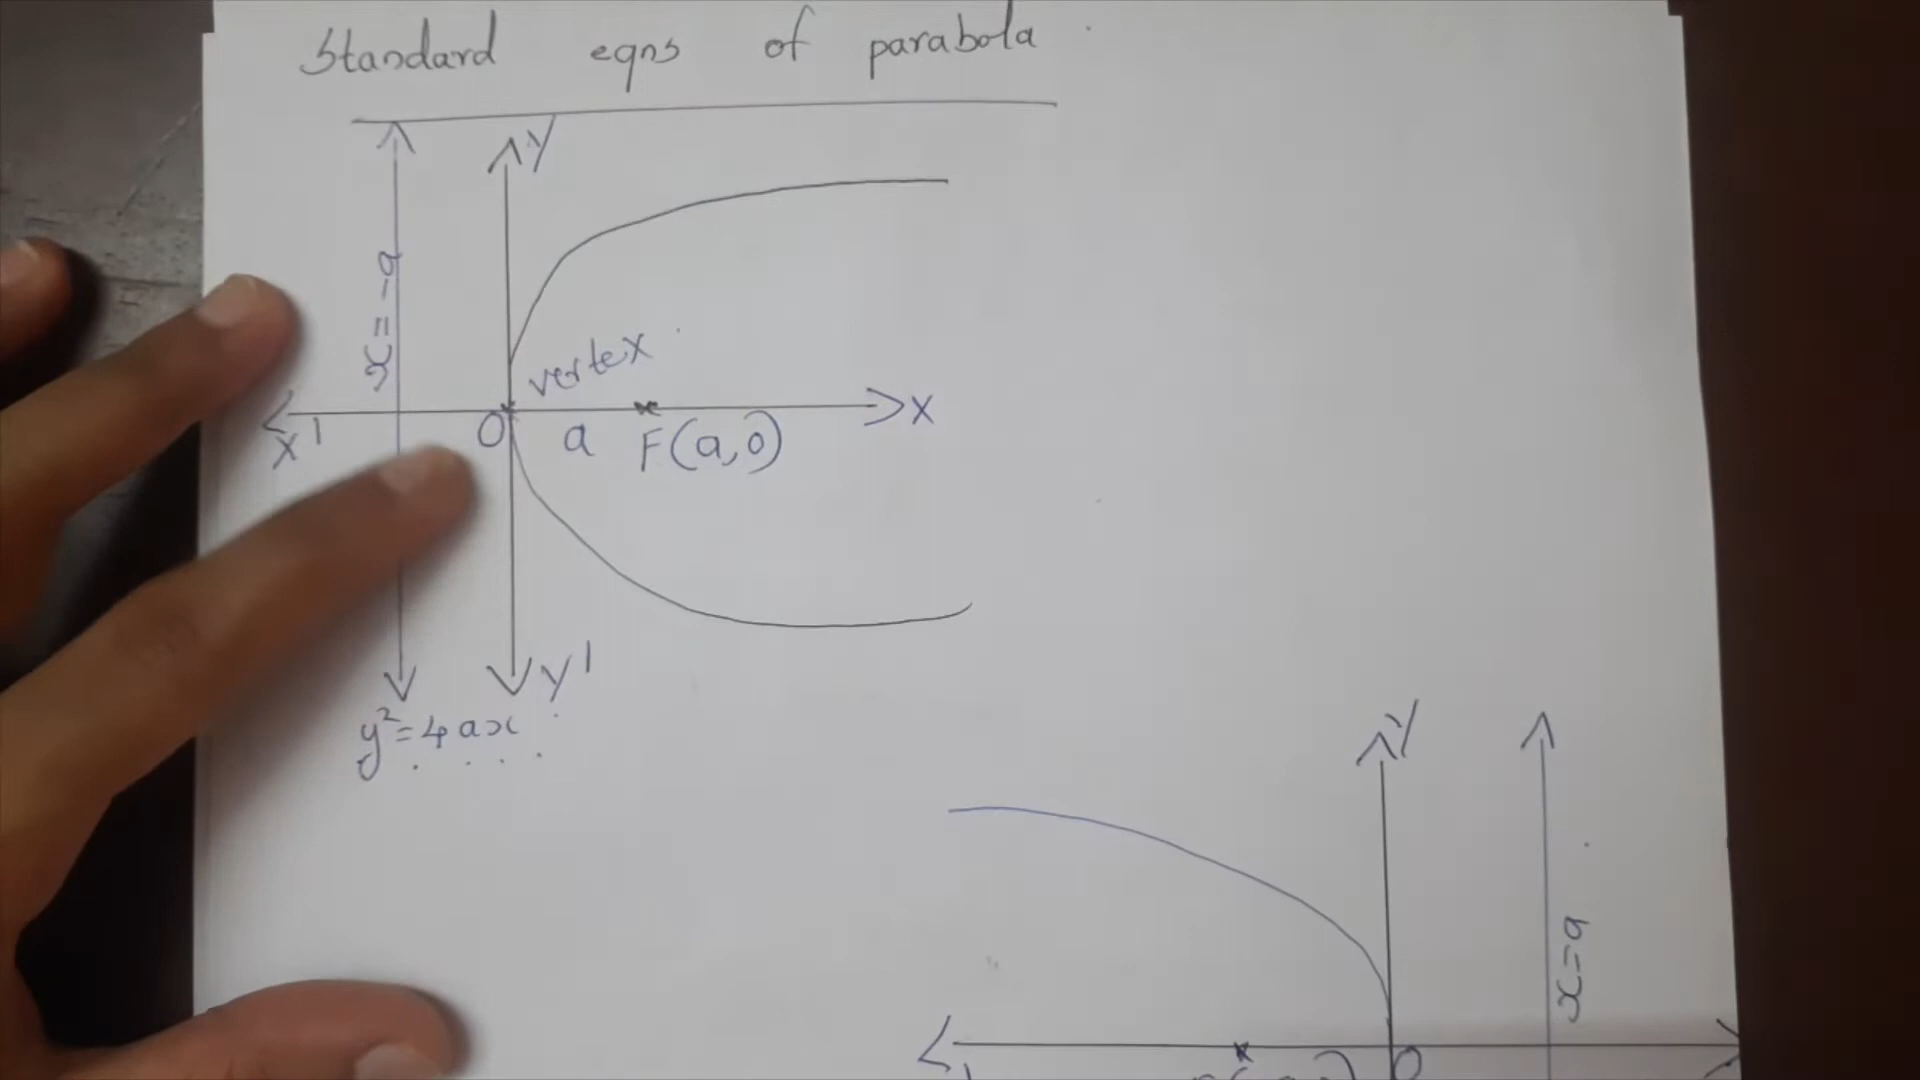 Standard eqns of parabola
Y
x=-a
vertex
X'
O
a
F(a,0)
X
Y'
y²=4ax
Y
x=a
O